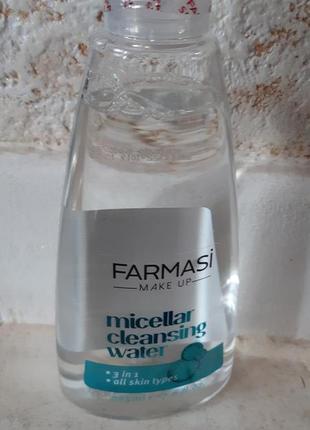 FARMASi
MAKE UP
micellar
cleansing
water
• 3 in 1
• all skin types